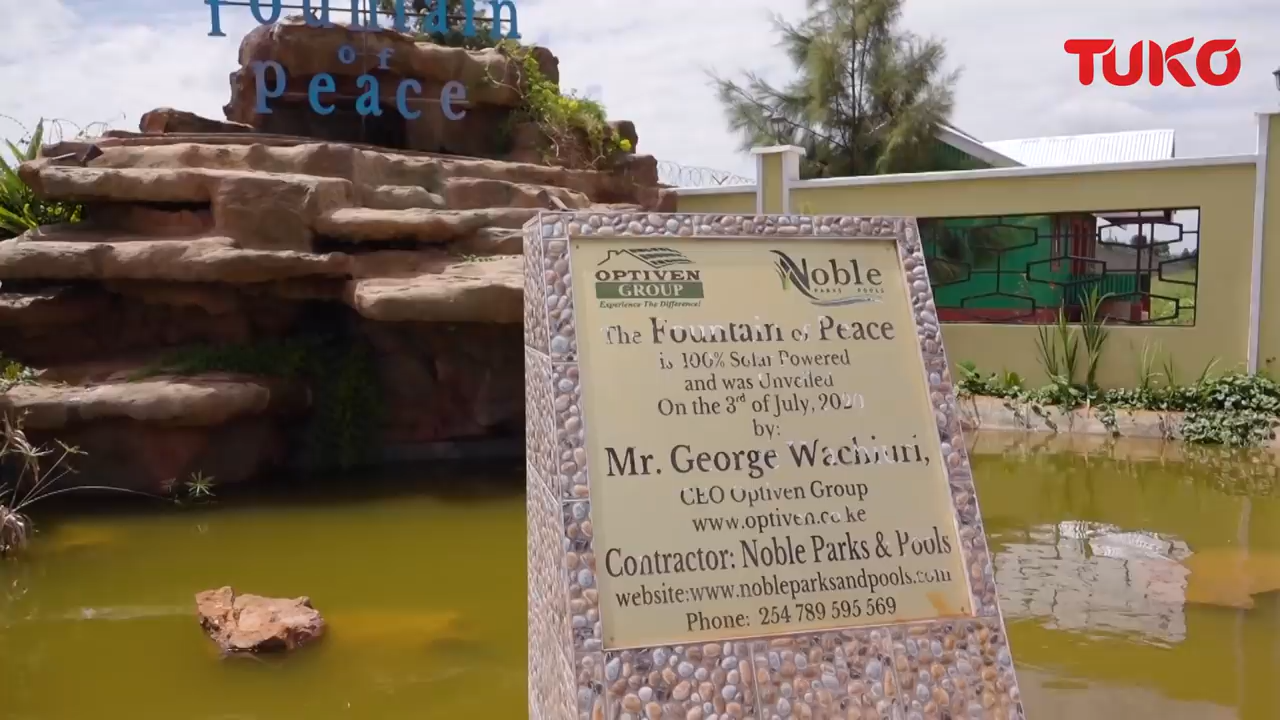 fountain
of
peace
TUKO
OPTIVEN
GROUP
Experience The Difference!
Noble
PARKS POOLS
The Fountain of Peace
is 100% Solar Powered
and was Unveiled
On the 3rd of July, 2020
by:
Mr. George Wachiuri,
CEO Optiven Group
www.optiven.co.ke
Contractor: Noble Parks & Pools
website:www.nobleparksandpools.com
Phone: 254 789 595 569